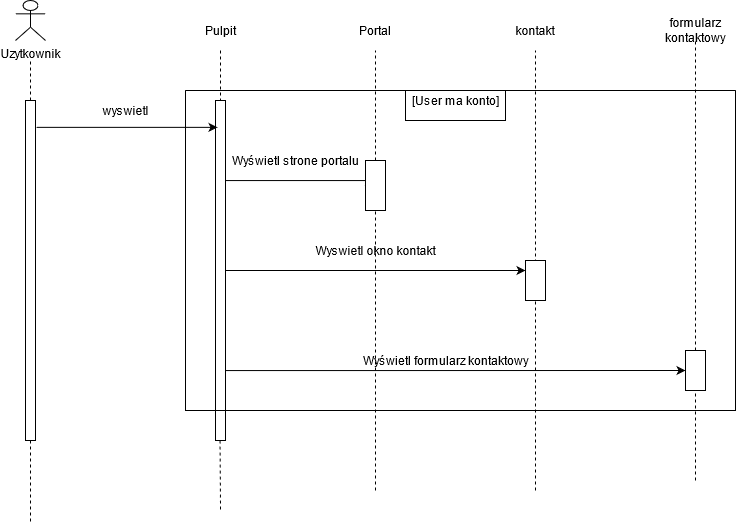 Uzytkownik
Pulpit
Portal
kontakt
formularz
kontaktowy
[User ma konto]
wyswietl
Wyświetl strone portalu
Wyswietl okno kontakt
Wyświetl formularz kontaktowy